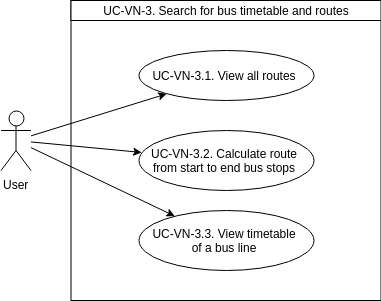 UC-VN-3. Search for bus timetable and routes
UC-VN-3.1. View all routes
UC-VN-3.2. Calculate route
from start to end bus stops
User
UC-VN-3.3. View timetable
of a bus line